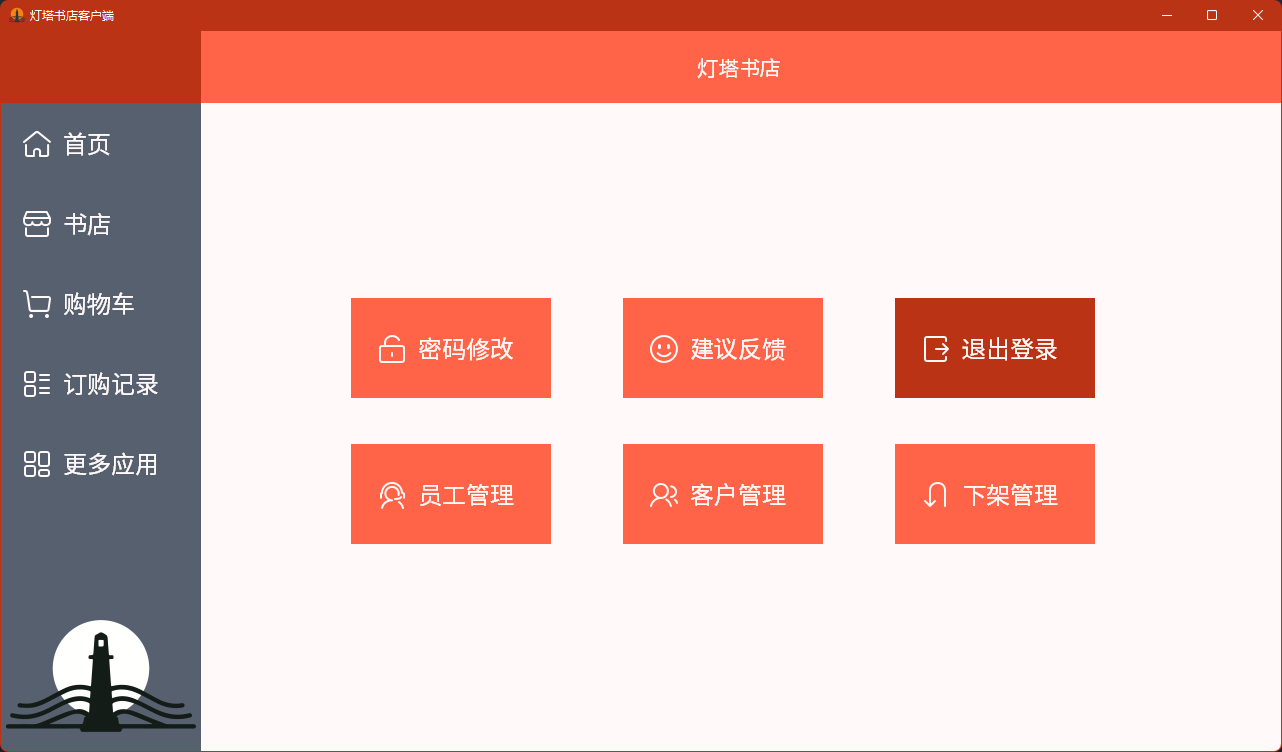 灯塔书店客户端
灯塔书店
首页
书店
购物车
订购记录
更多应用
密码修改
建议反馈
退出登录
员工管理
客户管理
下架管理